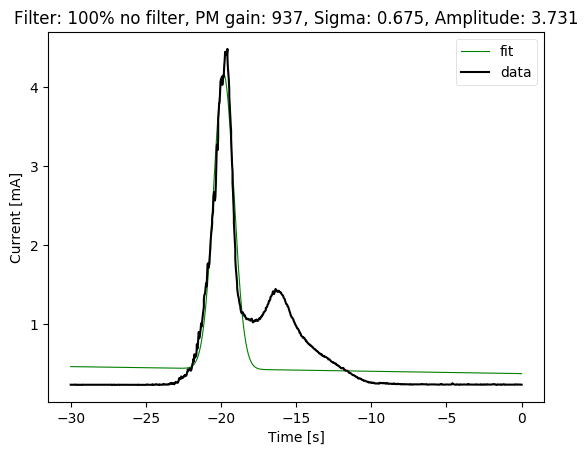 Filter: 100% no filter, PM gain: 937, Sigma: 0.675, Amplitude: 3.731
fit
data
4
3
2
1
Current [mA]
−30
−25
−20
−15
−10
−5
0
Time [s]